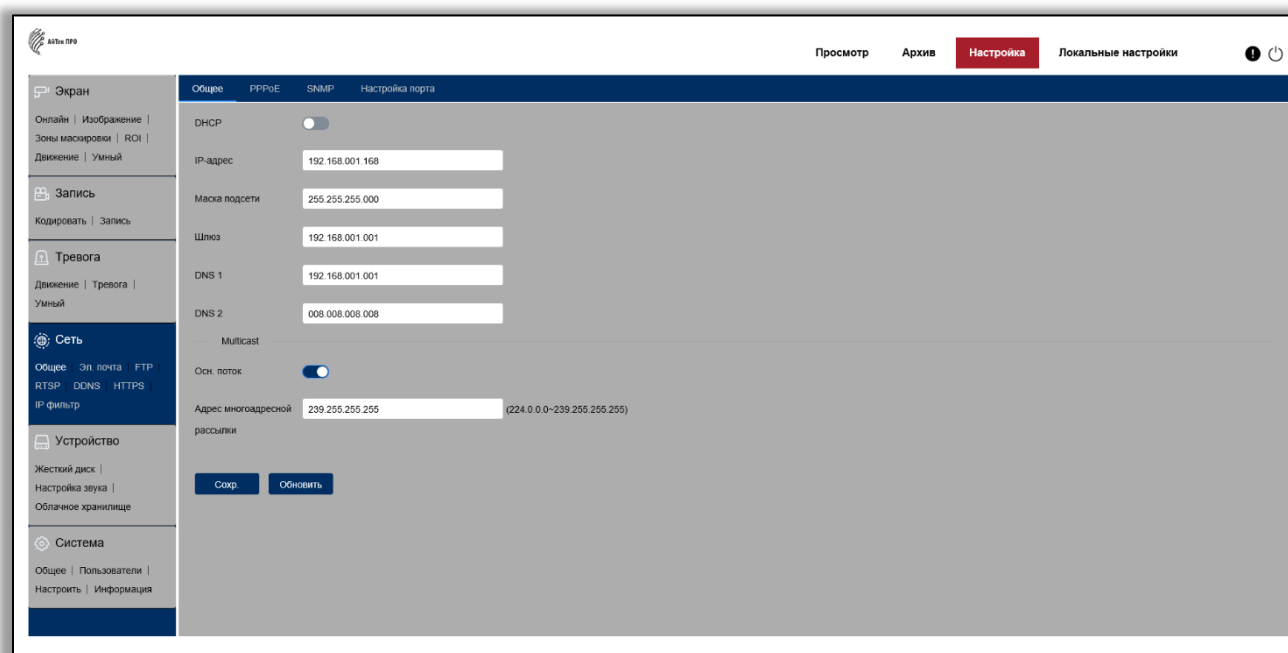 АйТек ПРО
Просмотр Архив Настройка Локальные настройки
Экран
Онлайн | Изображение |
Зоны маскировки | ROI |
Движение | Умный
Запись
Кодировать | Запись
Тревога
Движение | Тревога |
Умный
Сеть
Общее | Эл. почта | FTP |
RTSP | DDNS | HTTPS |
IP фильтр
Устройство
Жесткий диск |
Настройка звука |
Облачное хранилище
Система
Общее | Пользователи |
Настроить | Информация
Общее PPPoE SNMP Настройка порта
DHCP
IP-адрес 192.168.001.168
Маска подсети 255.255.255.000
Шлюз 192.168.001.001
DNS 1 192.168.001.001
DNS 2 008.008.008.008
Multicast
Осн. поток
Адрес многоадресной 239.255.255.255 (224.0.0.0~239.255.255.255)
рассылки
Сохр. Обновить